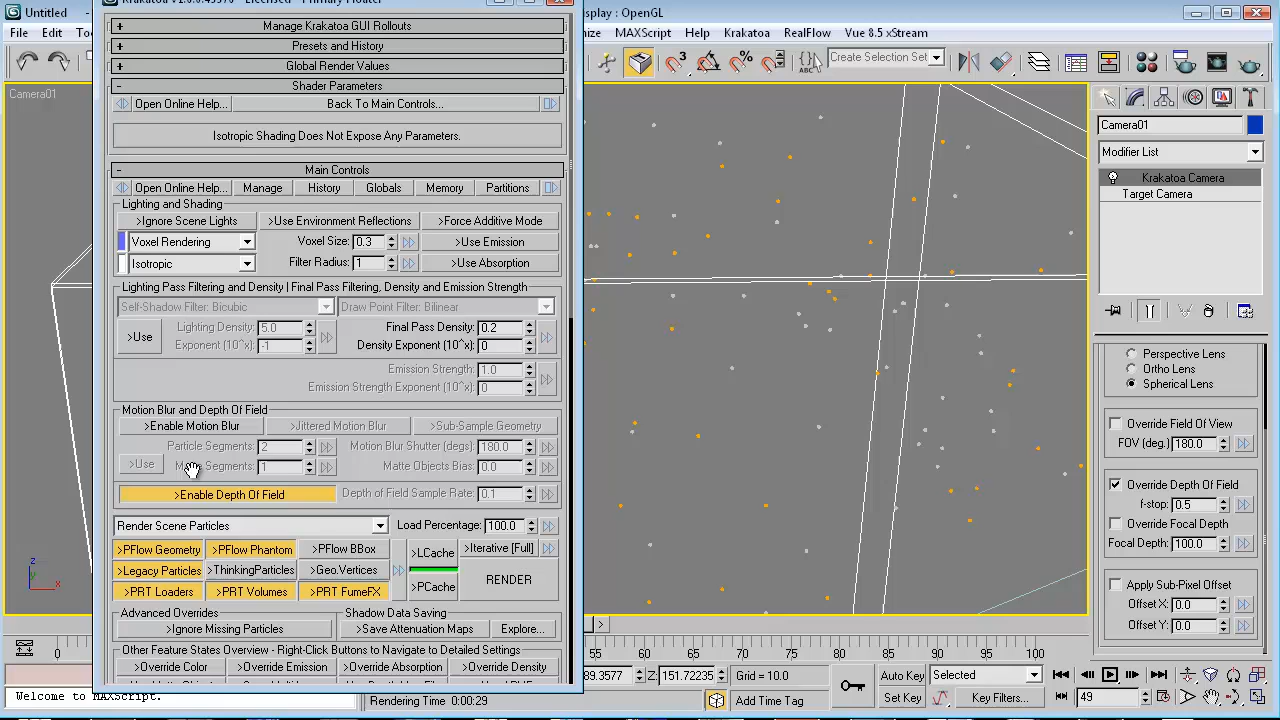 Untitled
isplay : OpenGL
File Edit
ize MAXScript Help Krakatoa RealFlow Vue 8.5 xStream
Create Selection Set
3 % ABC
Camera01
Manage Krakatoa GUI Rollouts
Presets and History
Global Render Values
Shader Parameters
Open Online Help... Back To Main Controls...
Isotropic Shading Does Not Expose Any Parameters.
Main Controls
Open Online Help... Manage History Globals Memory Partitions
Lighting and Shading
>Ignore Scene Lights >Use Environment Reflections >Force Additive Mode
Voxel Rendering Voxel Size: 0.3 >Use Emission
Isotropic Filter Radius: 1 >Use Absorption
Lighting Pass Filtering and Density | Final Pass Filtering, Density and Emission Strength
Self-Shadow Filter: Bicubic Draw Point Filter: Bilinear
>Use Lighting Density: 5.0 Final Pass Density: 0.2
Exponent (10^x): -1 Density Exponent (10^x): 0
Emission Strength: 1.0
Emission Strength Exponent (10^x): 0
Motion Blur and Depth Of Field
>Enable Motion Blur >Jittered Motion Blur >Sub-Sample Geometry
Particle Segments: 2 Motion Blur Shutter (degs): 180.0
>Use Segments: 1 Matte Objects Bias: 0.0
>Enable Depth Of Field Depth of Field Sample Rate: 0.1
Render Scene Particles Load Percentage: 100.0
>PFlow Geometry >PFlow Phantom >PFlow BBox >LCache >Iterative [Full]
>Legacy Particles >ThinkingParticles >Geo.Vertices RENDER
>PRT Loaders >PRT Volumes >PRT FumeFX >PCache
Advanced Overrides Shadow Data Saving
>Ignore Missing Particles >Save Attenuation Maps Explore...
Other Feature States Overview - Right-Click Buttons to Navigate to Detailed Settings
>Override Color >Override Emission >Override Absorption >Override Density
Camera01
Modifier List
Krakatoa Camera
Target Camera
Perspective Lens
Ortho Lens
Spherical Lens
Override Field Of View
FOV (deg.) 180.0
Override Depth Of Field
f-stop: 0.5
Override Focal Depth
Focal Depth: 100.0
Apply Sub-Pixel Offset
Offset X: 0.0
Offset Y: 0.0
z
y
x
0 55 60 65 70 75 80 85 90 95 100
89.3577 Z: 151.72235 Grid = 10.0 Auto Key Selected
Welcome to MAXScript. Rendering Time 0:00:29 Add Time Tag Set Key Key Filters... 49